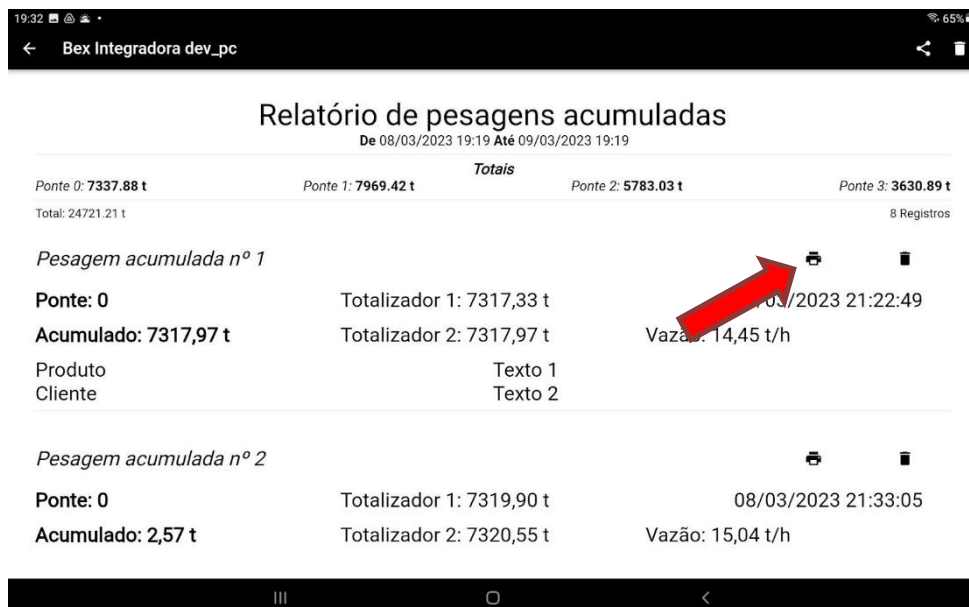 19:32 65%
Bex Integradora dev_pc
Relatório de pesagens acumuladas
De 08/03/2023 19:19 Até 09/03/2023 19:19
Totais
Ponte 0: 7337.88 t Ponte 1: 7969.42 t Ponte 2: 5783.03 t Ponte 3: 3630.89 t
Total: 24721.21 t 8 Registros
Pesagem acumulada nº 1
Ponte: 0 Totalizador 1: 7317,33 t /2023 21:22:49
Acumulado: 7317,97 t Totalizador 2: 7317,97 t 14,45 t/h
Produto Texto 1
Cliente Texto 2
Pesagem acumulada nº 2
Ponte: 0 Totalizador 1: 7319,90 t 08/03/2023 21:33:05
Acumulado: 2,57 t Totalizador 2: 7320,55 t Vazão: 15,04 t/h